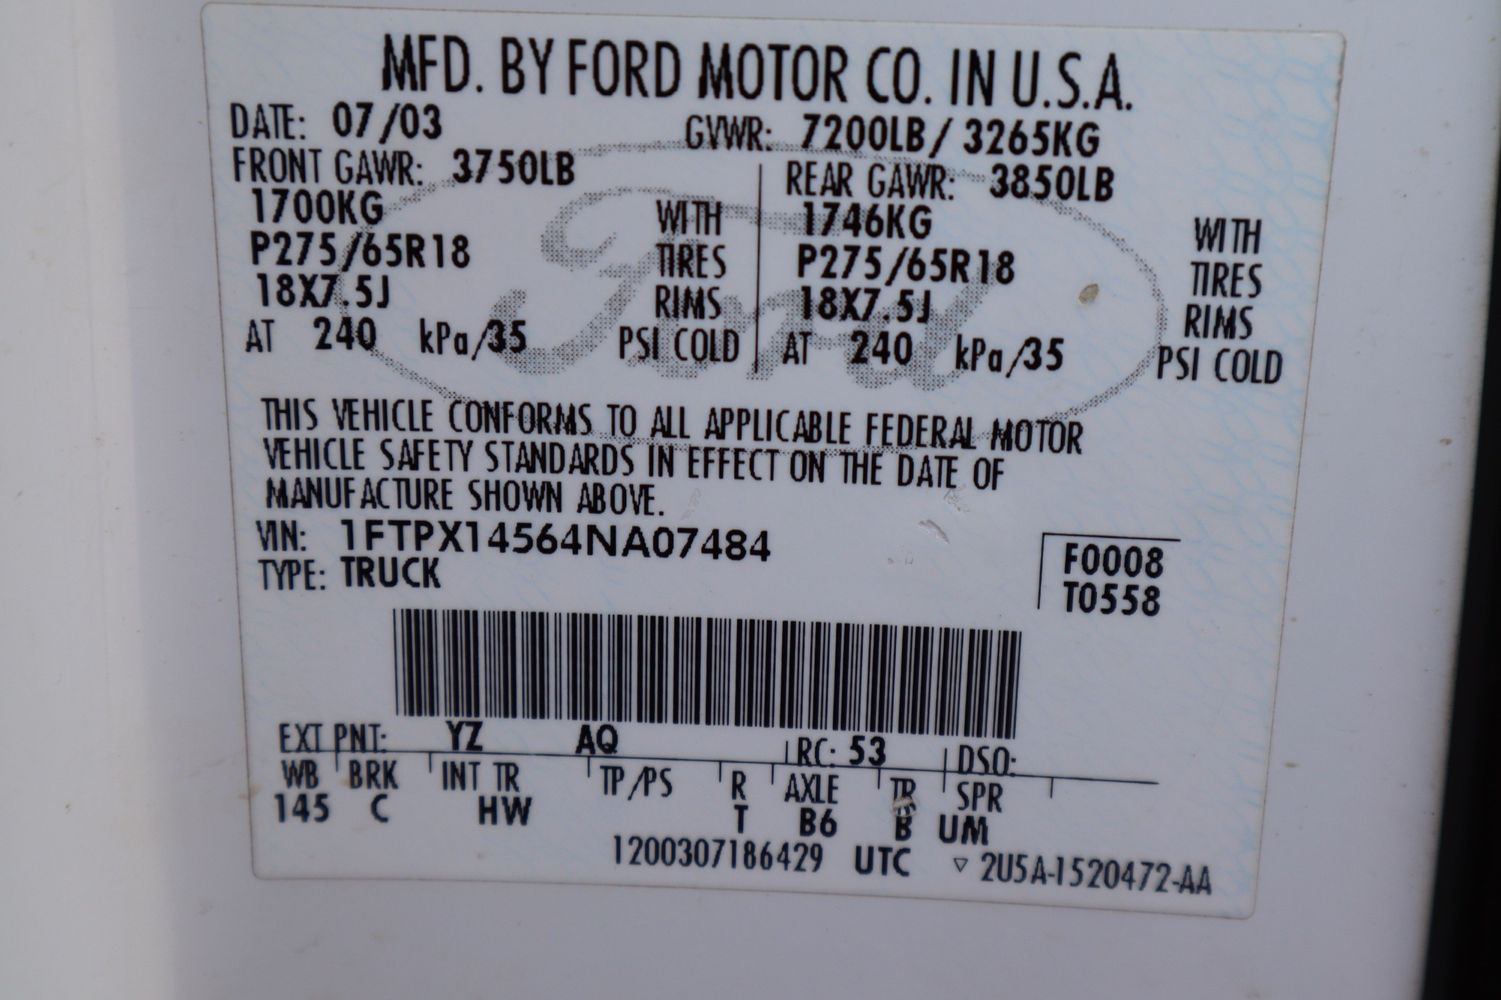 MFD. BY FORD MOTOR CO. IN U.S.A.
DATE: 07/03 GVWR: 7200LB/ 3265KG
FRONT GAWR: 3750LB REAR GAWR: 3850LB
1700KG WITH 1746KG WITH
P275/65R18 TIRES P275/65R18 TIRES
18X7.5J RIMS 18X7.5J RIMS
AT 240 kPa/35 PSI COLD AT 240 kPa/35 PSI COLD
Ford
THIS VEHICLE CONFORMS TO ALL APPLICABLE FEDERAL MOTOR
VEHICLE SAFETY STANDARDS IN EFFECT ON THE DATE OF
MANUFACTURE SHOWN ABOVE.
VIN: 1FTPX14564NA07484
TYPE: TRUCK
F0008
T0558
EXT PNT: YZ AQ RC: 53 DSO:
WB BRK INT TR TP/PS R AXLE TR SPR
145 C HW T B6 B UM
1200307186429 UTC ▽ 2U5A-1520472-AA